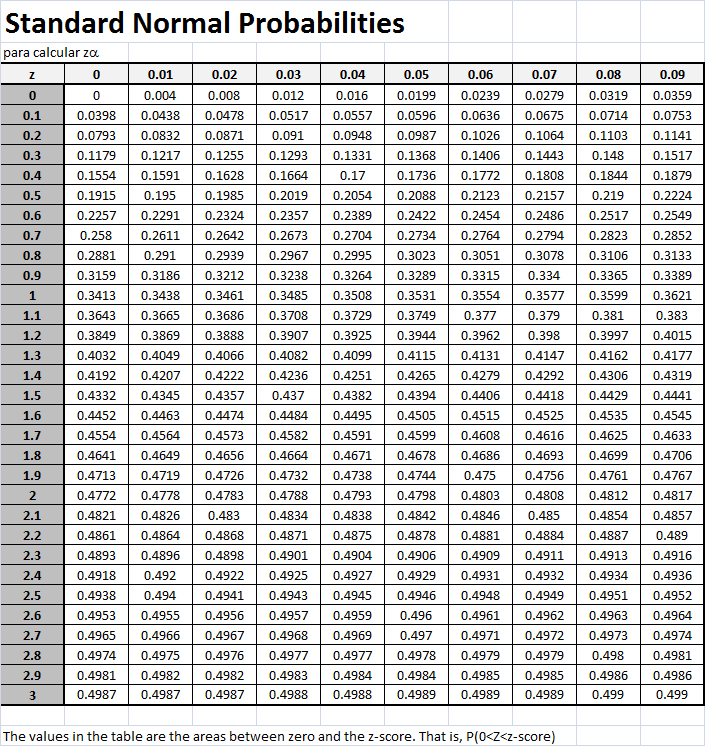 Standard Normal Probabilities
para calcular zα
z 0 0.01 0.02 0.03 0.04 0.05 0.06 0.07 0.08 0.09
0 0 0.004 0.008 0.012 0.016 0.0199 0.0239 0.0279 0.0319 0.0359
0.1 0.0398 0.0438 0.0478 0.0517 0.0557 0.0596 0.0636 0.0675 0.0714 0.0753
0.2 0.0793 0.0832 0.0871 0.091 0.0948 0.0987 0.1026 0.1064 0.1103 0.1141
0.3 0.1179 0.1217 0.1255 0.1293 0.1331 0.1368 0.1406 0.1443 0.148 0.1517
0.4 0.1554 0.1591 0.1628 0.1664 0.17 0.1736 0.1772 0.1808 0.1844 0.1879
0.5 0.1915 0.195 0.1985 0.2019 0.2054 0.2088 0.2123 0.2157 0.219 0.2224
0.6 0.2257 0.2291 0.2324 0.2357 0.2389 0.2422 0.2454 0.2486 0.2517 0.2549
0.7 0.258 0.2611 0.2642 0.2673 0.2704 0.2734 0.2764 0.2794 0.2823 0.2852
0.8 0.2881 0.291 0.2939 0.2967 0.2995 0.3023 0.3051 0.3078 0.3106 0.3133
0.9 0.3159 0.3186 0.3212 0.3238 0.3264 0.3289 0.3315 0.334 0.3365 0.3389
1 0.3413 0.3438 0.3461 0.3485 0.3508 0.3531 0.3554 0.3577 0.3599 0.3621
1.1 0.3643 0.3665 0.3686 0.3708 0.3729 0.3749 0.377 0.379 0.381 0.383
1.2 0.3849 0.3869 0.3888 0.3907 0.3925 0.3944 0.3962 0.398 0.3997 0.4015
1.3 0.4032 0.4049 0.4066 0.4082 0.4099 0.4115 0.4131 0.4147 0.4162 0.4177
1.4 0.4192 0.4207 0.4222 0.4236 0.4251 0.4265 0.4279 0.4292 0.4306 0.4319
1.5 0.4332 0.4345 0.4357 0.437 0.4382 0.4394 0.4406 0.4418 0.4429 0.4441
1.6 0.4452 0.4463 0.4474 0.4484 0.4495 0.4505 0.4515 0.4525 0.4535 0.4545
1.7 0.4554 0.4564 0.4573 0.4582 0.4591 0.4599 0.4608 0.4616 0.4625 0.4633
1.8 0.4641 0.4649 0.4656 0.4664 0.4671 0.4678 0.4686 0.4693 0.4699 0.4706
1.9 0.4713 0.4719 0.4726 0.4732 0.4738 0.4744 0.475 0.4756 0.4761 0.4767
2 0.4772 0.4778 0.4783 0.4788 0.4793 0.4798 0.4803 0.4808 0.4812 0.4817
2.1 0.4821 0.4826 0.483 0.4834 0.4838 0.4842 0.4846 0.485 0.4854 0.4857
2.2 0.4861 0.4864 0.4868 0.4871 0.4875 0.4878 0.4881 0.4884 0.4887 0.489
2.3 0.4893 0.4896 0.4898 0.4901 0.4904 0.4906 0.4909 0.4911 0.4913 0.4916
2.4 0.4918 0.492 0.4922 0.4925 0.4927 0.4929 0.4931 0.4932 0.4934 0.4936
2.5 0.4938 0.494 0.4941 0.4943 0.4945 0.4946 0.4948 0.4949 0.4951 0.4952
2.6 0.4953 0.4955 0.4956 0.4957 0.4959 0.496 0.4961 0.4962 0.4963 0.4964
2.7 0.4965 0.4966 0.4967 0.4968 0.4969 0.497 0.4971 0.4972 0.4973 0.4974
2.8 0.4974 0.4975 0.4976 0.4977 0.4977 0.4978 0.4979 0.4979 0.498 0.4981
2.9 0.4981 0.4982 0.4982 0.4983 0.4984 0.4984 0.4985 0.4985 0.4986 0.4986
3 0.4987 0.4987 0.4987 0.4988 0.4988 0.4989 0.4989 0.4989 0.499 0.499
The values in the table are the areas between zero and the z-score. That is, P(0<Z<z-score)